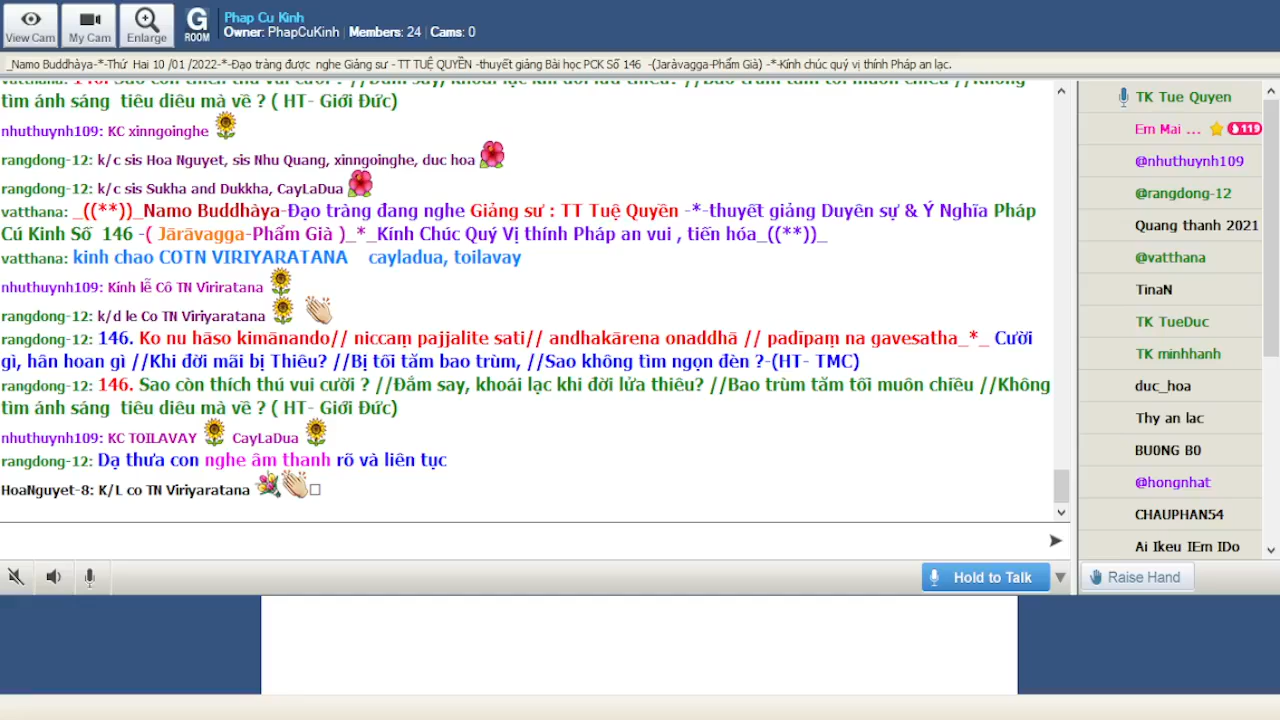 View Cam
My Cam
Enlarge
G
ROOM
Phap Cu Kinh
Owner: PhapCuKinh | Members: 24 | Cams: 0
_Namo Buddhàya-*-Thứ Hai 10 /01 /2022-*-Đạo tràng được nghe Giảng sư - TT TUỆ QUYỀN -thuyết giảng Bài học PCK Số 146 -(Jaràvagga-Phẩm Già) -*-Kính chúc quý vị thính Pháp an lạc.
tìm ánh sáng tiêu diêu mà về ? ( HT- Giới Đức)
nhuthuynh109: KC xinngoinghe
rangdong-12: k/c sis Hoa Nguyet, sis Nhu Quang, xinngoinghe, duc hoa
rangdong-12: k/c sis Sukha and Dukkha, CayLaDua
vatthana: _((**))_Namo Buddhàya-Đạo tràng đang nghe Giảng sư : TT Tuệ Quyền -*-thuyết giảng Duyên sự & Ý Nghĩa Pháp
Cú Kinh Số 146 -( Jārāvagga-Phẩm Già )_*_Kính Chúc Quý Vị thính Pháp an vui , tiến hóa_((**))_
vatthana: kinh chao COTN VIRIYARATANA cayladua, toilavay
nhuthuynh109: Kính lễ Cô TN Viriratana
rangdong-12: k/d le Co TN Viriyaratana
rangdong-12: 146. Ko nu hāso kimānando// niccaṃ pajjalite sati// andhakārena onaddhā // padīpaṃ na gavesatha_*_ Cười
gì, hân hoan gì //Khi đời mãi bị Thiêu? //Bị tối tăm bao trùm, //Sao không tìm ngọn đèn ?-(HT- TMC)
rangdong-12: 146. Sao còn thích thú vui cười ? //Đắm say, khoái lạc khi đời lửa thiêu? //Bao trùm tăm tối muôn chiều //Không
tìm ánh sáng tiêu diêu mà về ? ( HT- Giới Đức)
nhuthuynh109: KC TOILAVAY CayLaDua
rangdong-12: Dạ thưa con nghe âm thanh rõ và liên tục
HoaNguyet-8: K/L co TN Viriyaratana
Hold to Talk
TK Tue Quyen
Em Mai ... 119
@nhuthuynh109
@rangdong-12
Quang thanh 2021
@vatthana
TinaN
TK TueDuc
TK minhhanh
duc_hoa
Thy an lac
BU0NG B0
@hongnhat
CHAUPHAN54
Ai Ikeu IEm IDo
Raise Hand